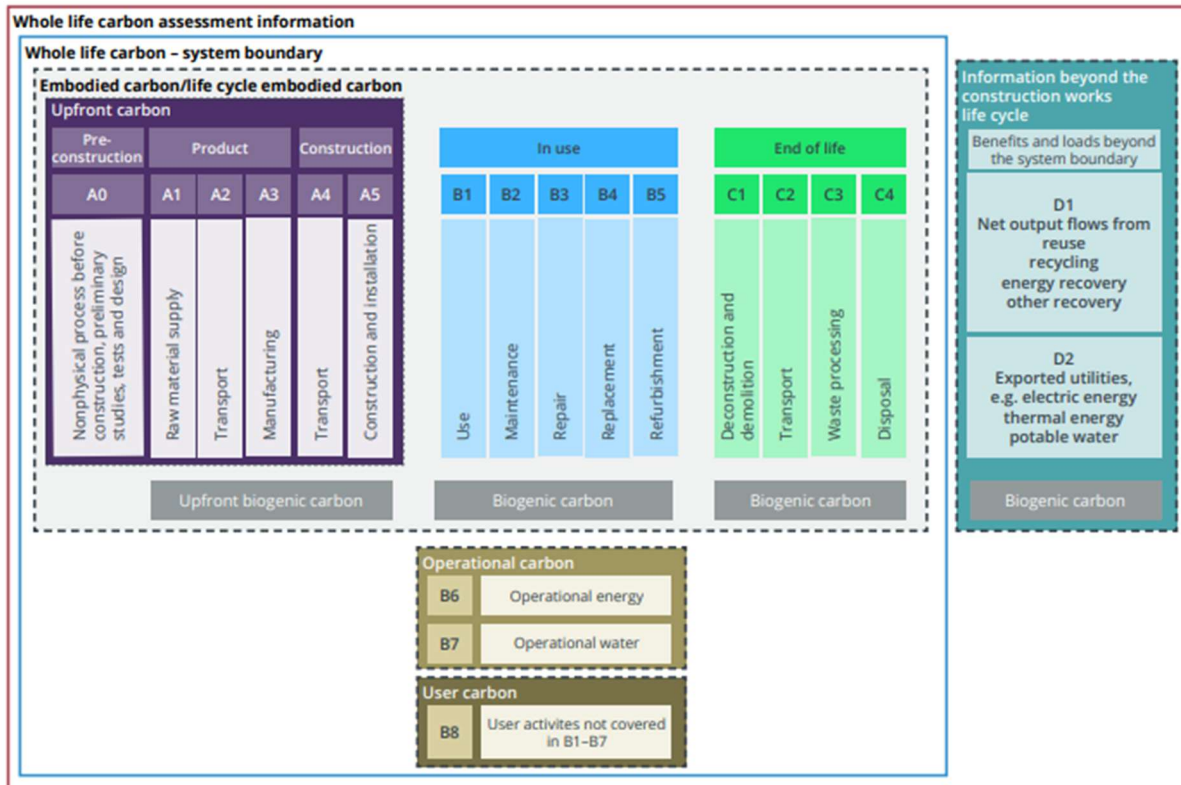 Whole life carbon assessment information
Whole life carbon – system boundary
Embodied carbon/life cycle embodied carbon
Upfront carbon
Pre-
construction
Product
Construction
In use
End of life
A0
A1
A2
A3
A4
A5
B1
B2
B3
B4
B5
C1
C2
C3
C4
Nonphysical process before
construction, preliminary
studies, tests and design
Raw material supply
Transport
Manufacturing
Transport
Construction and installation
Use
Maintenance
Repair
Replacement
Refurbishment
Deconstruction and
demolition
Transport
Waste processing
Disposal
Upfront biogenic carbon
Biogenic carbon
Biogenic carbon
Information beyond the
construction works
life cycle
Benefits and loads beyond
the system boundary
D1
Net output flows from
reuse
recycling
energy recovery
other recovery
D2
Exported utilities,
e.g. electric energy
thermal energy
potable water
Biogenic carbon
Operational carbon
B6
Operational energy
B7
Operational water
User carbon
B8
User activites not covered
in B1–B7